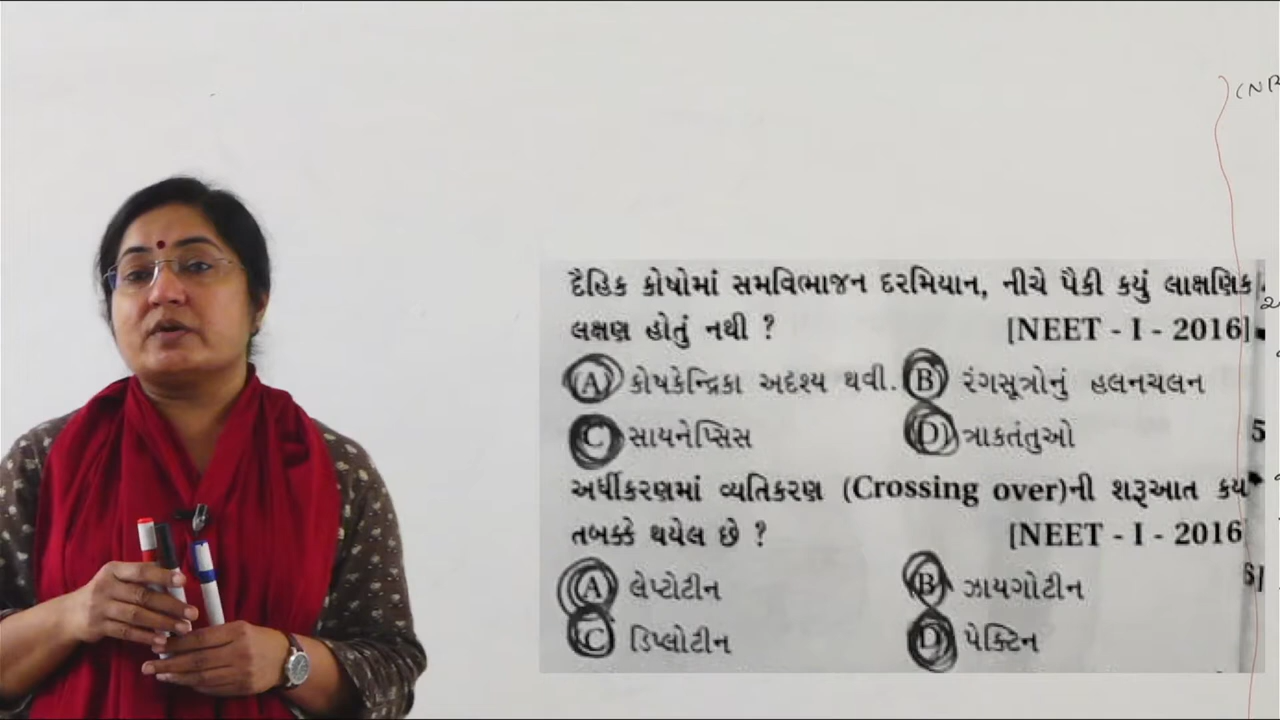 દૈહિક કોષોમાં સમવિભાજન દરમિયાન, નીચે પૈકી કયું લાક્ષણિક
લક્ષણ હોતું નથી ? [NEET - I - 2016]
(A) કોષકેન્દ્રિકા અદૃશ્ય થવી. (B) રંગસૂત્રોનું હલનચલન
(C) સાયનેપ્સિસ (D) ત્રાકતંતુઓ
અર્ધીકરણમાં વ્યતિકરણ (Crossing over)ની શરૂઆત કય
તબક્કે થયેલ છે ? [NEET - I - 2016
(A) લેપ્ટોટીન (B) ઝાયગોટીન
(C) ડિપ્લોટીન (D) પેક્ટિન